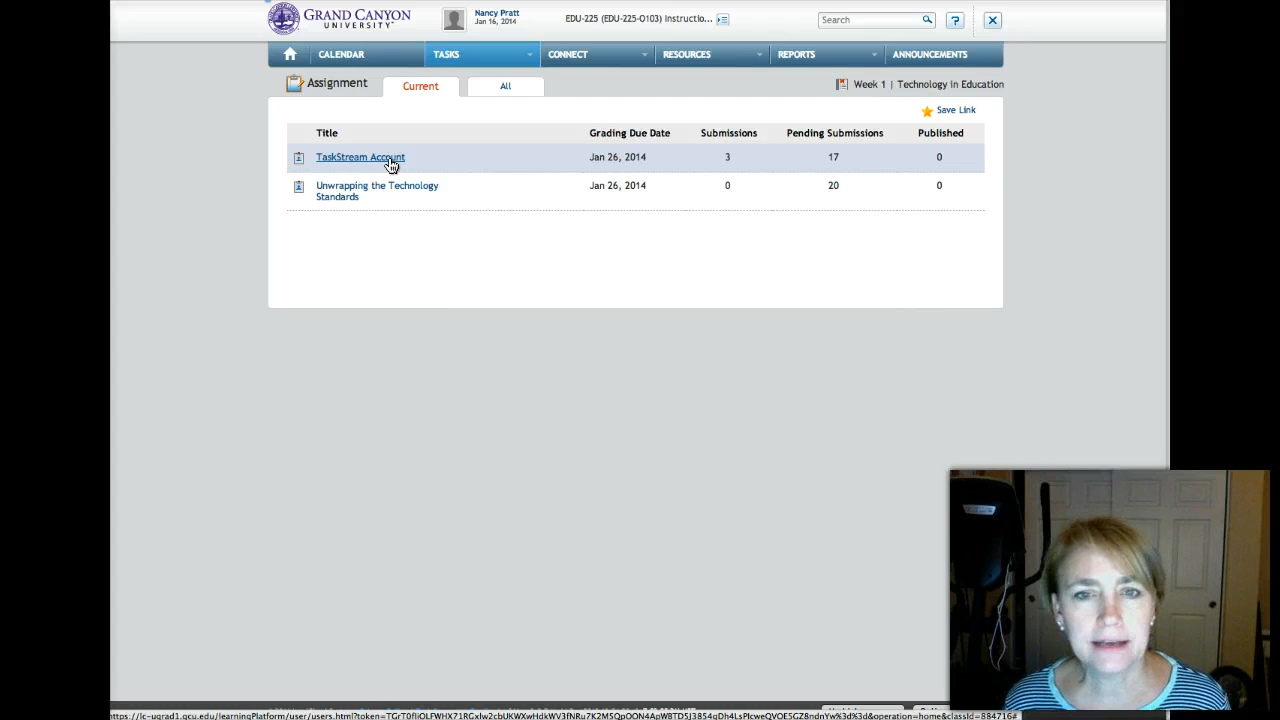 GRAND CANYON
UNIVERSITY
Nancy Pratt
Jan 16, 2014
EDU-225 (EDU-225-O103) Instructio...
Search
?
CALENDAR
TASKS
CONNECT
RESOURCES
REPORTS
ANNOUNCEMENTS
Assignment
Current
All
Week 1 | Technology In Education
Save Link
Title Grading Due Date Submissions Pending Submissions Published
TaskStream Account Jan 26, 2014 3 17 0
Unwrapping the Technology Jan 26, 2014 0 20 0
Standards